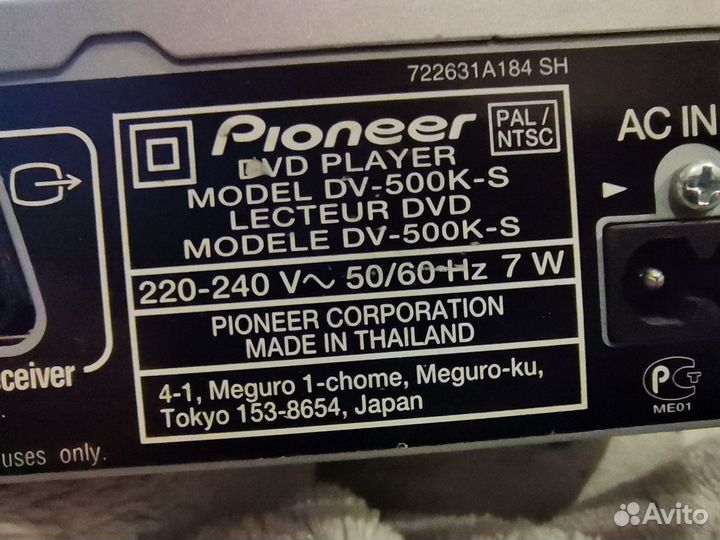 722631A184 SH
Pioneer
PAL/
NTSC
AC IN
DVD PLAYER
MODEL DV-500K-S
LECTEUR DVD
MODELE DV-500K-S
220-240 V~ 50/60 Hz 7 W
PIONEER CORPORATION
MADE IN THAILAND
4-1, Meguro 1-chome, Meguro-ku,
Tokyo 153-8654, Japan
ceiver
uses only.
PCT
ME01
Avito